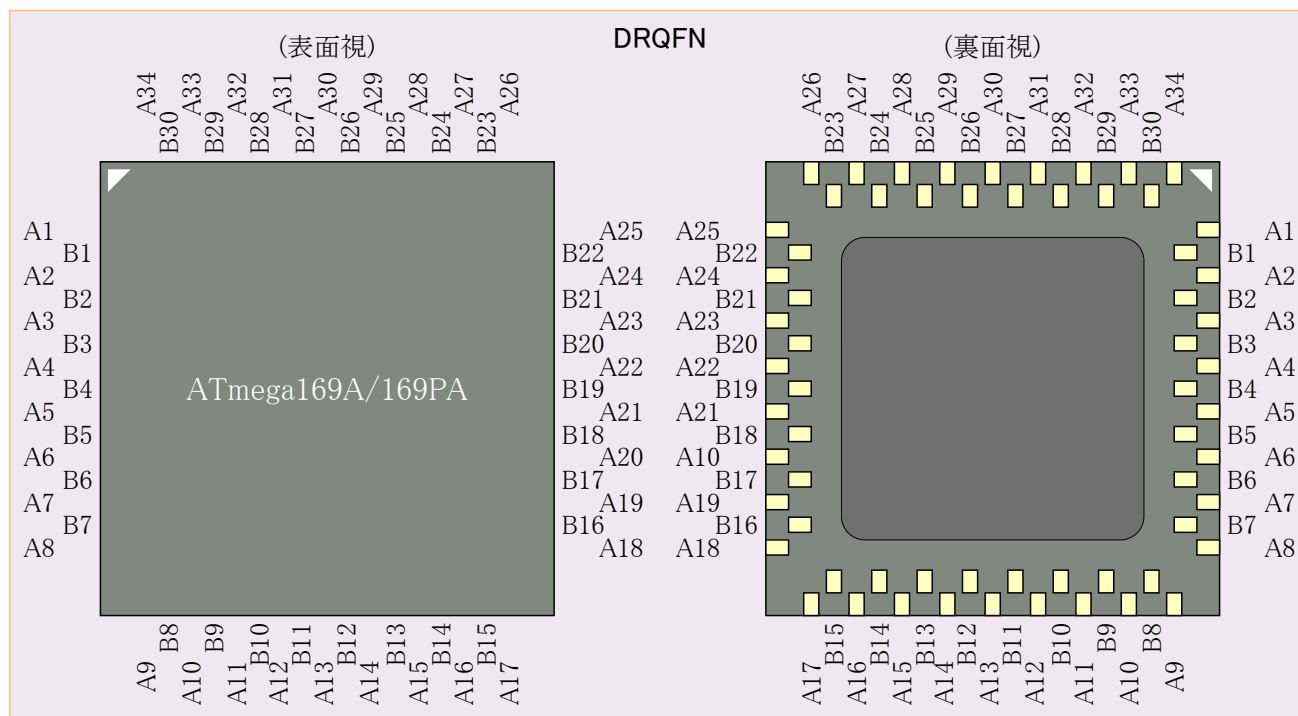 DRQFN
(表面視)
A34 B30 A33 B29 A32 B28 A31 B27 A30 B26 A29 B25 A28 B24 A27 B23 A26
A1
B1
A2
B2
A3
B3
A4
B4
A5
B5
A6
B6
A7
B7
A8
ATmega169A/169PA
A25
B22
A24
B21
A23
B20
A22
B19
A21
B18
A20
B17
A19
B16
A18
A9 B8 A10 B9 A11 B10 A12 B11 A13 B12 A14 B13 A15 B14 A16 B15 A17
(裏面視)
A26 B23 A27 B24 A28 B25 A29 B26 A30 B27 A31 B28 A32 B29 A33 B30 A34
A25
B22
A24
B21
A23
B20
A22
B19
A21
B18
A10
B17
A19
B16
A18
A1
B1
A2
B2
A3
B3
A4
B4
A5
B5
A6
B6
A7
B7
A8
A17 B15 A16 B14 A15 B13 A14 B12 A13 B11 A12 B10 A11 B9 A10 B8 A9